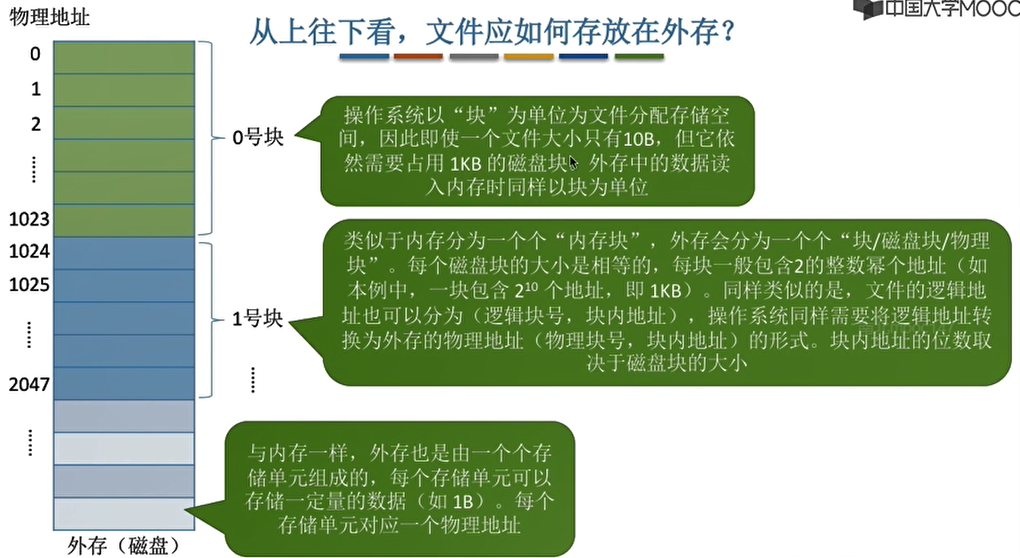 物理地址
中国大学MOOC
从上往下看，文件应如何存放在外存？
0
1
2
……
1023
1024
1025
……
2047
……
0号块
1号块
……
操作系统以“块”为单位为文件分配存储空
间，因此即使一个文件大小只有10B，但它依
然需要占用 1KB 的磁盘块。外存中的数据读
入内存时同样以块为单位
类似于内存分为一个个“内存块”，外存会分为一个个“块/磁盘块/物理
块”。每个磁盘块的大小是相等的，每块一般包含2的整数幂个地址（如
本例中，一块包含 2¹⁰ 个地址，即 1KB）。同样类似的是，文件的逻辑地
址也可以分为（逻辑块号，块内地址），操作系统同样需要将逻辑地址转
换为外存的物理地址（物理块号，块内地址）的形式。块内地址的位数取
决于磁盘块的大小
与内存一样，外存也是由一个个存
储单元组成的，每个存储单元可以
存储一定量的数据（如 1B）。每个
存储单元对应一个物理地址
外存（磁盘）